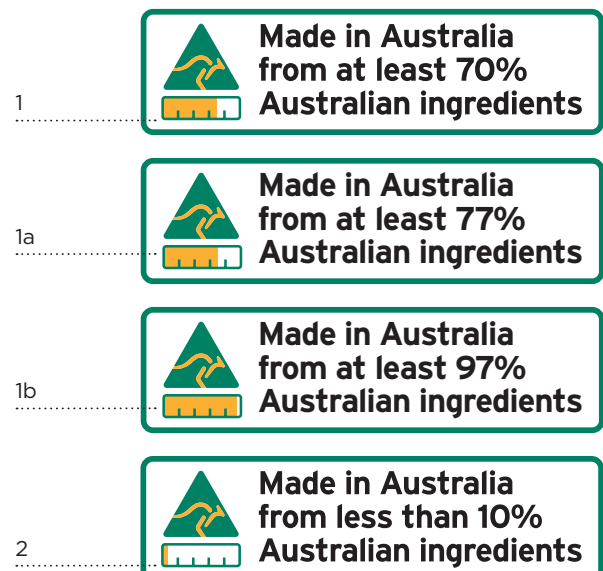 1
Made in Australia
from at least 70%
Australian ingredients
1a
Made in Australia
from at least 77%
Australian ingredients
1b
Made in Australia
from at least 97%
Australian ingredients
2
Made in Australia
from less than 10%
Australian ingredients